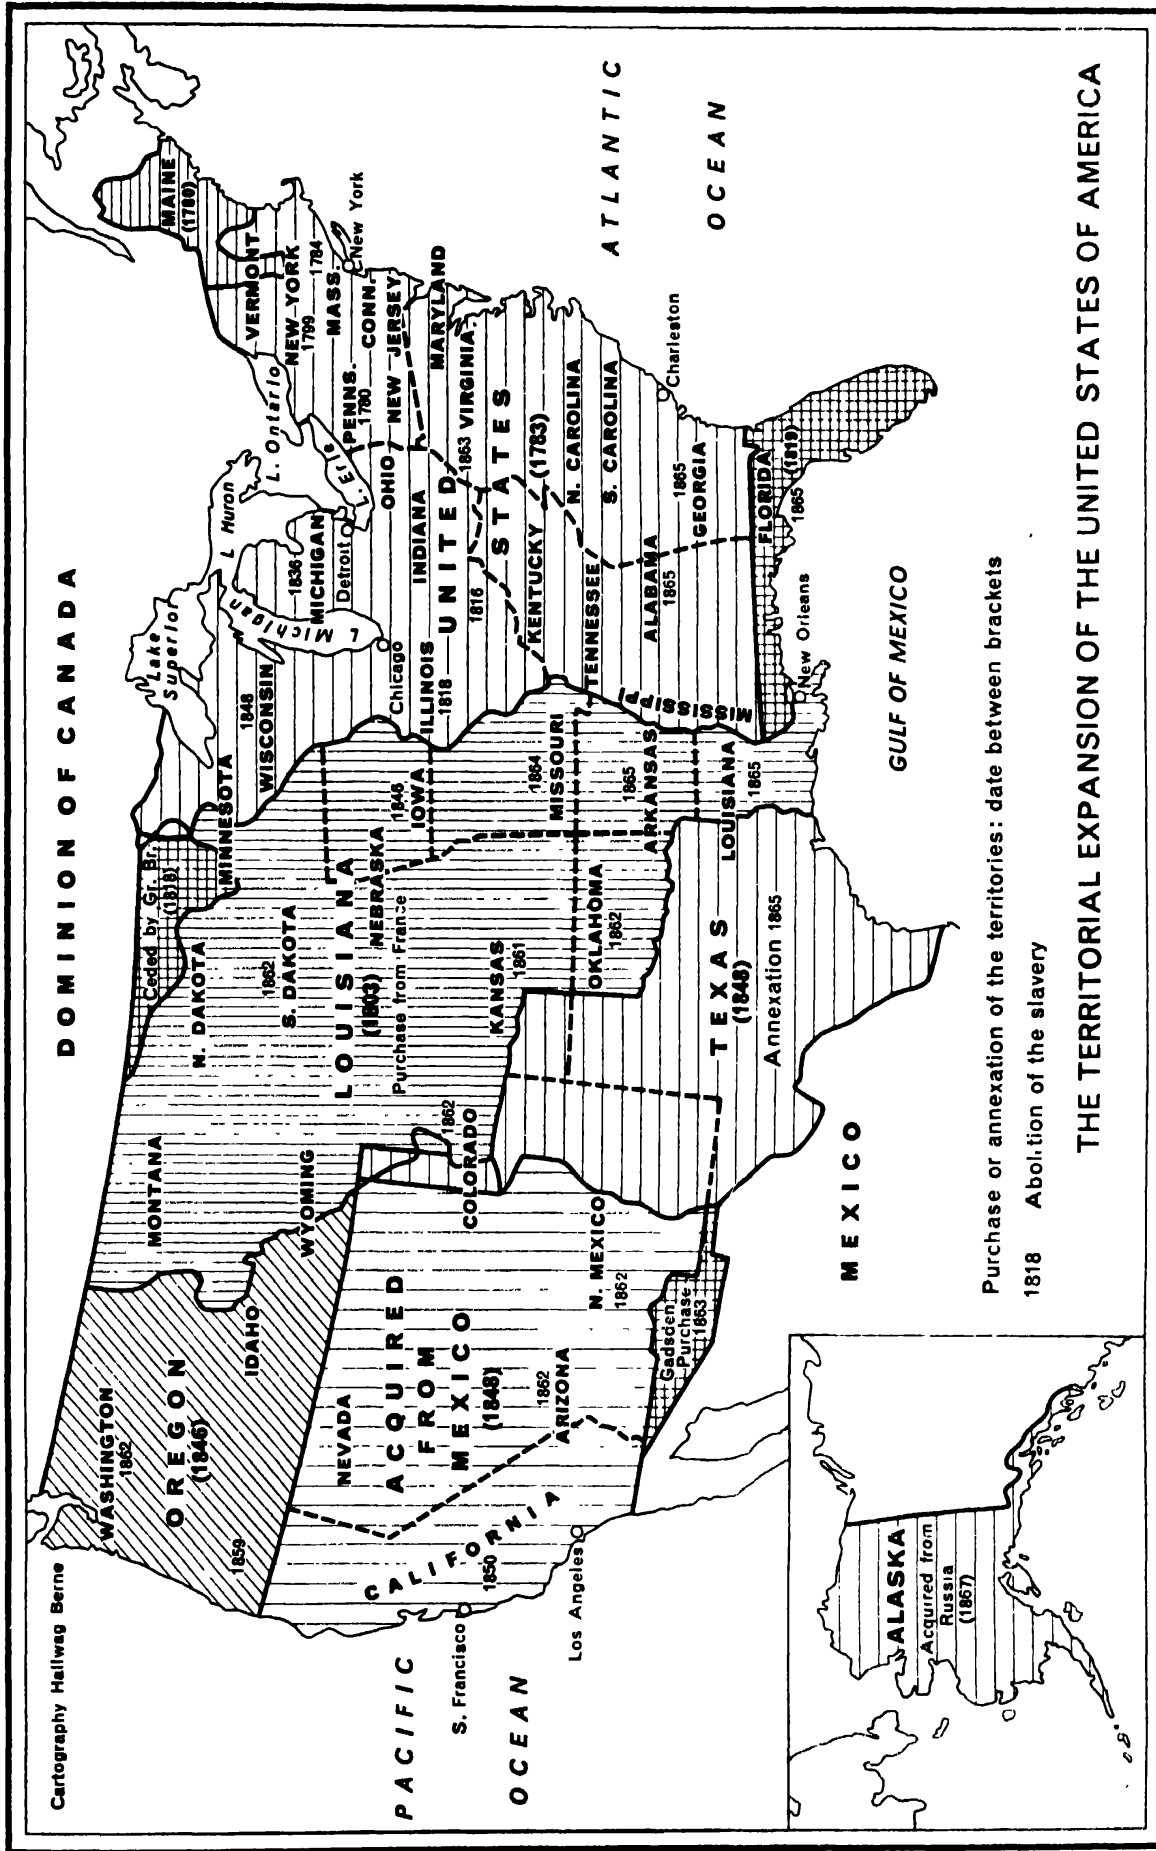 Cartography Hallwag Berne
DOMINION OF CANADA
PACIFIC
OCEAN
ATLANTIC
OCEAN
GULF OF MEXICO
MEXICO
WASHINGTON
1862
OREGON
(1846)
1859
IDAHO
MONTANA
WYOMING
N. DAKOTA
1862
S. DAKOTA
Ceded by Gr. Br.
(1818)
MINNESOTA
LOUISIANA
(1803)
Purchase from France
NEBRASKA
1846
IOWA
1848
WISCONSIN
Lake
Superior
L Michigan
L Huron
L. Erie
L. Ontario
1836
MICHIGAN
Detroit
Chicago
ILLINOIS
1818
INDIANA
OHIO
UNITED
STATES
(1783)
1816
KENTUCKY
TENNESSEE
MAINE
(1780)
VERMONT
NEW YORK
1799
1784
MASS.
CONN.
New York
PENNS.
1780
NEW JERSEY
MARYLAND
1863 VIRGINIA
N. CAROLINA
S. CAROLINA
Charleston
1865
GEORGIA
ALABAMA
1865
FLORIDA
(1819)
1865
New Orleans
MISSISIPPI
1864
MISSOURI
1865
ARKANSAS
LOUISIANA
1865
KANSAS
1861
OKLAHOMA
1862
TEXAS
(1848)
Annexation 1865
1862
COLORADO
NEVADA
ACQUIRED
FROM
MEXICO
(1848)
CALIFORNIA
1850
S. Francisco
Los Angeles
1862
ARIZONA
N. MEXICO
1862
Gadsden
Purchase
1863
ALASKA
Acquired from
Russia
(1867)
Purchase or annexation of the territories: date between brackets
1818 Abolition of the slavery
THE TERRITORIAL EXPANSION OF THE UNITED STATES OF AMERICA